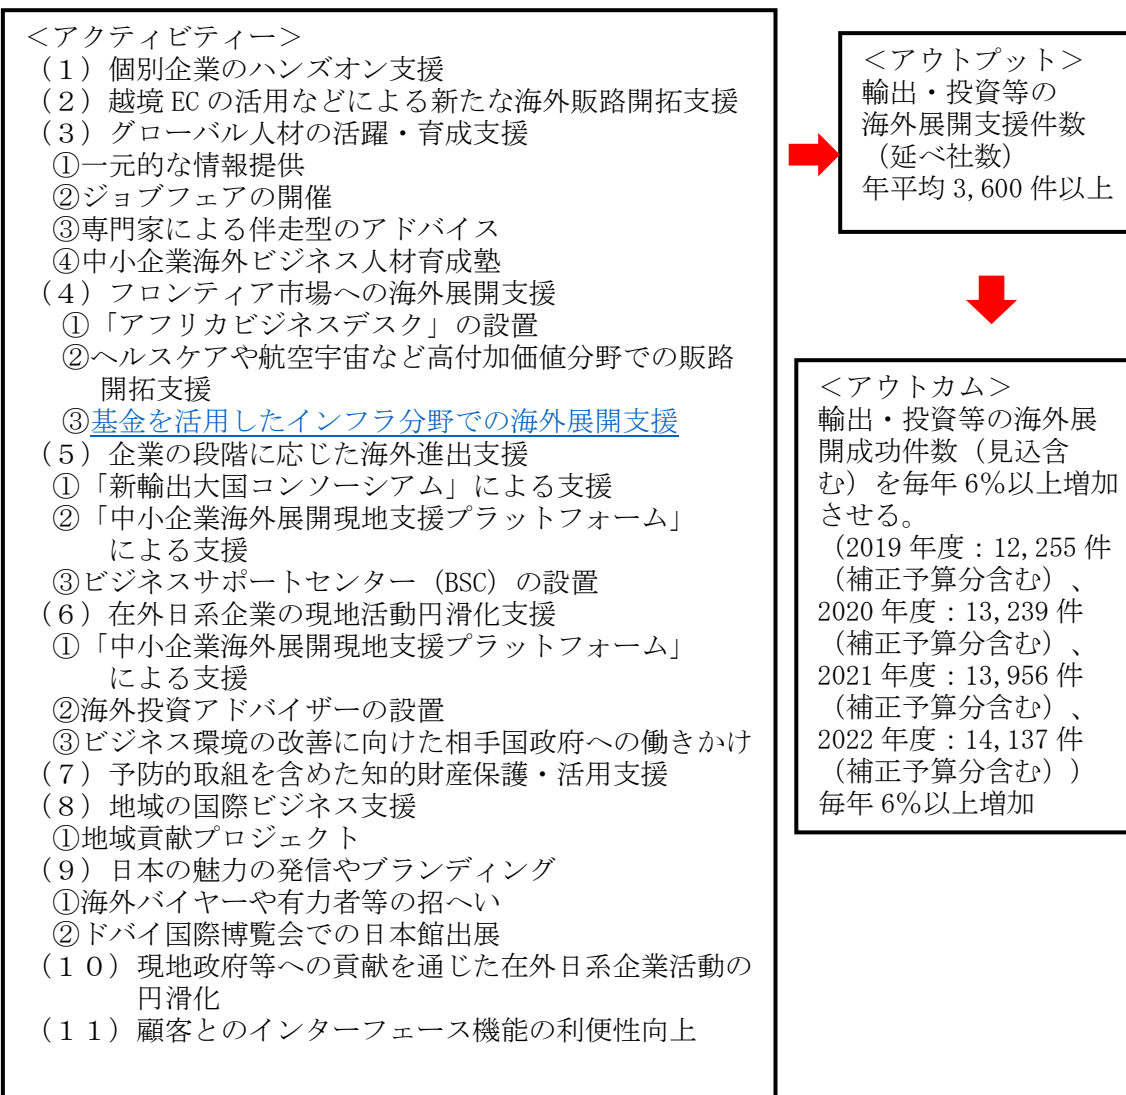 ＜アクティビティー＞
（１）個別企業のハンズオン支援
（２）越境 EC の活用などによる新たな海外販路開拓支援
（３）グローバル人材の活躍・育成支援
①一元的な情報提供
②ジョブフェアの開催
③専門家による伴走型のアドバイス
④中小企業海外ビジネス人材育成塾
（４）フロンティア市場への海外展開支援
①「アフリカビジネスデスク」の設置
②ヘルスケアや航空宇宙など高付加価値分野での販路
開拓支援
③基金を活用したインフラ分野での海外展開支援
（５）企業の段階に応じた海外進出支援
①「新輸出大国コンソーシアム」による支援
②「中小企業海外展開現地支援プラットフォーム」
による支援
③ビジネスサポートセンター（BSC）の設置
（６）在外日系企業の現地活動円滑化支援
①「中小企業海外展開現地支援プラットフォーム」
による支援
②海外投資アドバイザーの設置
③ビジネス環境の改善に向けた相手国政府への働きかけ
（７）予防的取組を含めた知的財産保護・活用支援
（８）地域の国際ビジネス支援
①地域貢献プロジェクト
（９）日本の魅力の発信やブランディング
①海外バイヤーや有力者等の招へい
②ドバイ国際博覧会での日本館出展
（１０）現地政府等への貢献を通じた在外日系企業活動の
円滑化
（１１）顧客とのインターフェース機能の利便性向上
＜アウトプット＞
輸出・投資等の
海外展開支援件数
（延べ社数）
年平均 3,600 件以上
＜アウトカム＞
輸出・投資等の海外展
開成功件数（見込含
む）を毎年 6％以上増加
させる。
（2019 年度：12,255 件
（補正予算分含む）、
2020 年度：13,239 件
（補正予算分含む）、
2021 年度：13,956 件
（補正予算分含む）、
2022 年度：14,137 件
（補正予算分含む））
毎年 6％以上増加